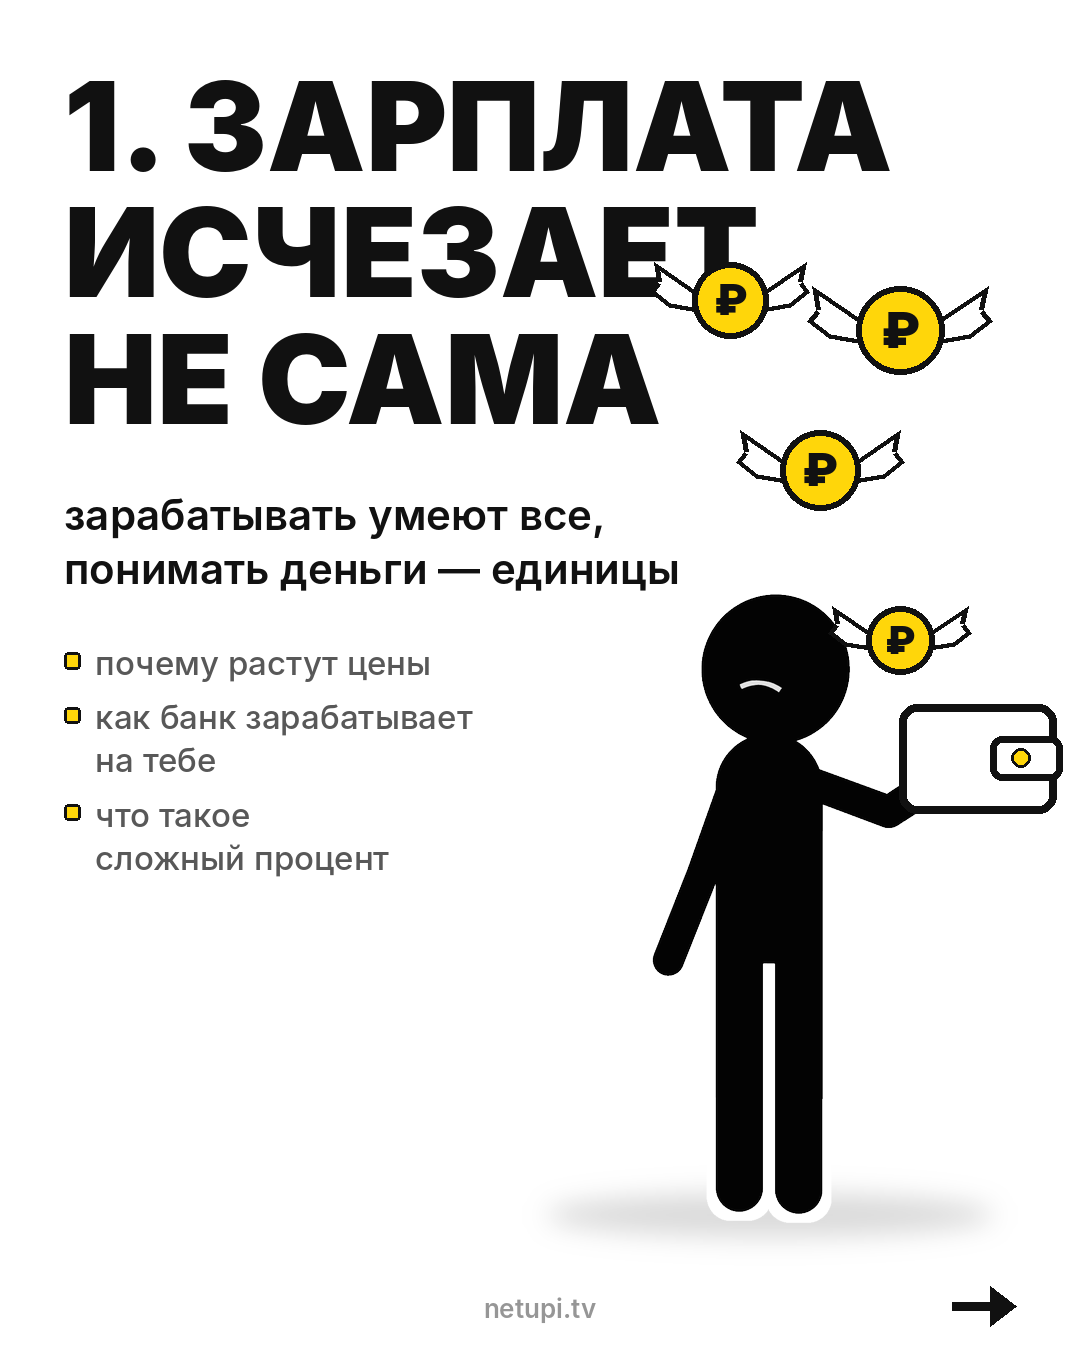 1. ЗАРПЛАТА
ИСЧЕЗАЕТ
НЕ САМА
₽
₽
₽
зарабатывать умеют все,
понимать деньги — единицы
₽
почему растут цены
как банк зарабатывает
на тебе
что такое
сложный процент
netupi.tv